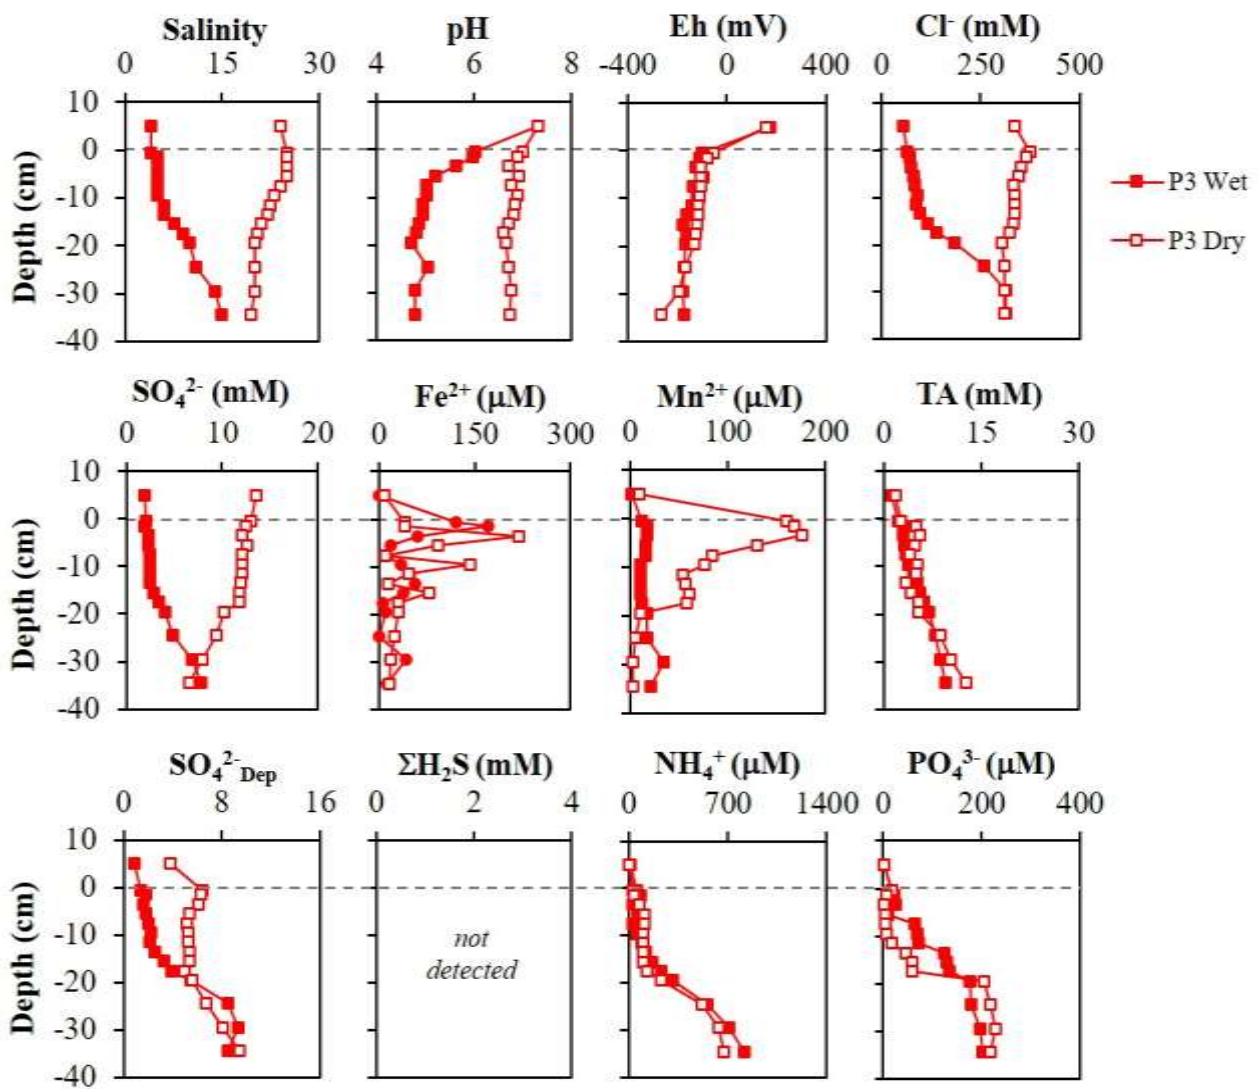 Salinity pH Eh (mV) Cl⁻ (mM)
0 15 30 4 6 8 -400 0 400 0 250 500
10
0
-10
-20
-30
-40
Depth (cm)
P3 Wet
P3 Dry
SO₄²⁻ (mM) Fe²⁺ (μM) Mn²⁺ (μM) TA (mM)
0 10 20 0 150 300 0 100 200 0 15 30
10
0
-10
-20
-30
-40
Depth (cm)
SO₄²⁻Dep ΣH₂S (mM) NH₄⁺ (μM) PO₄³⁻ (μM)
0 8 16 0 2 4 0 700 1400 0 200 400
10
0
-10
-20
-30
-40
Depth (cm)
not
detected